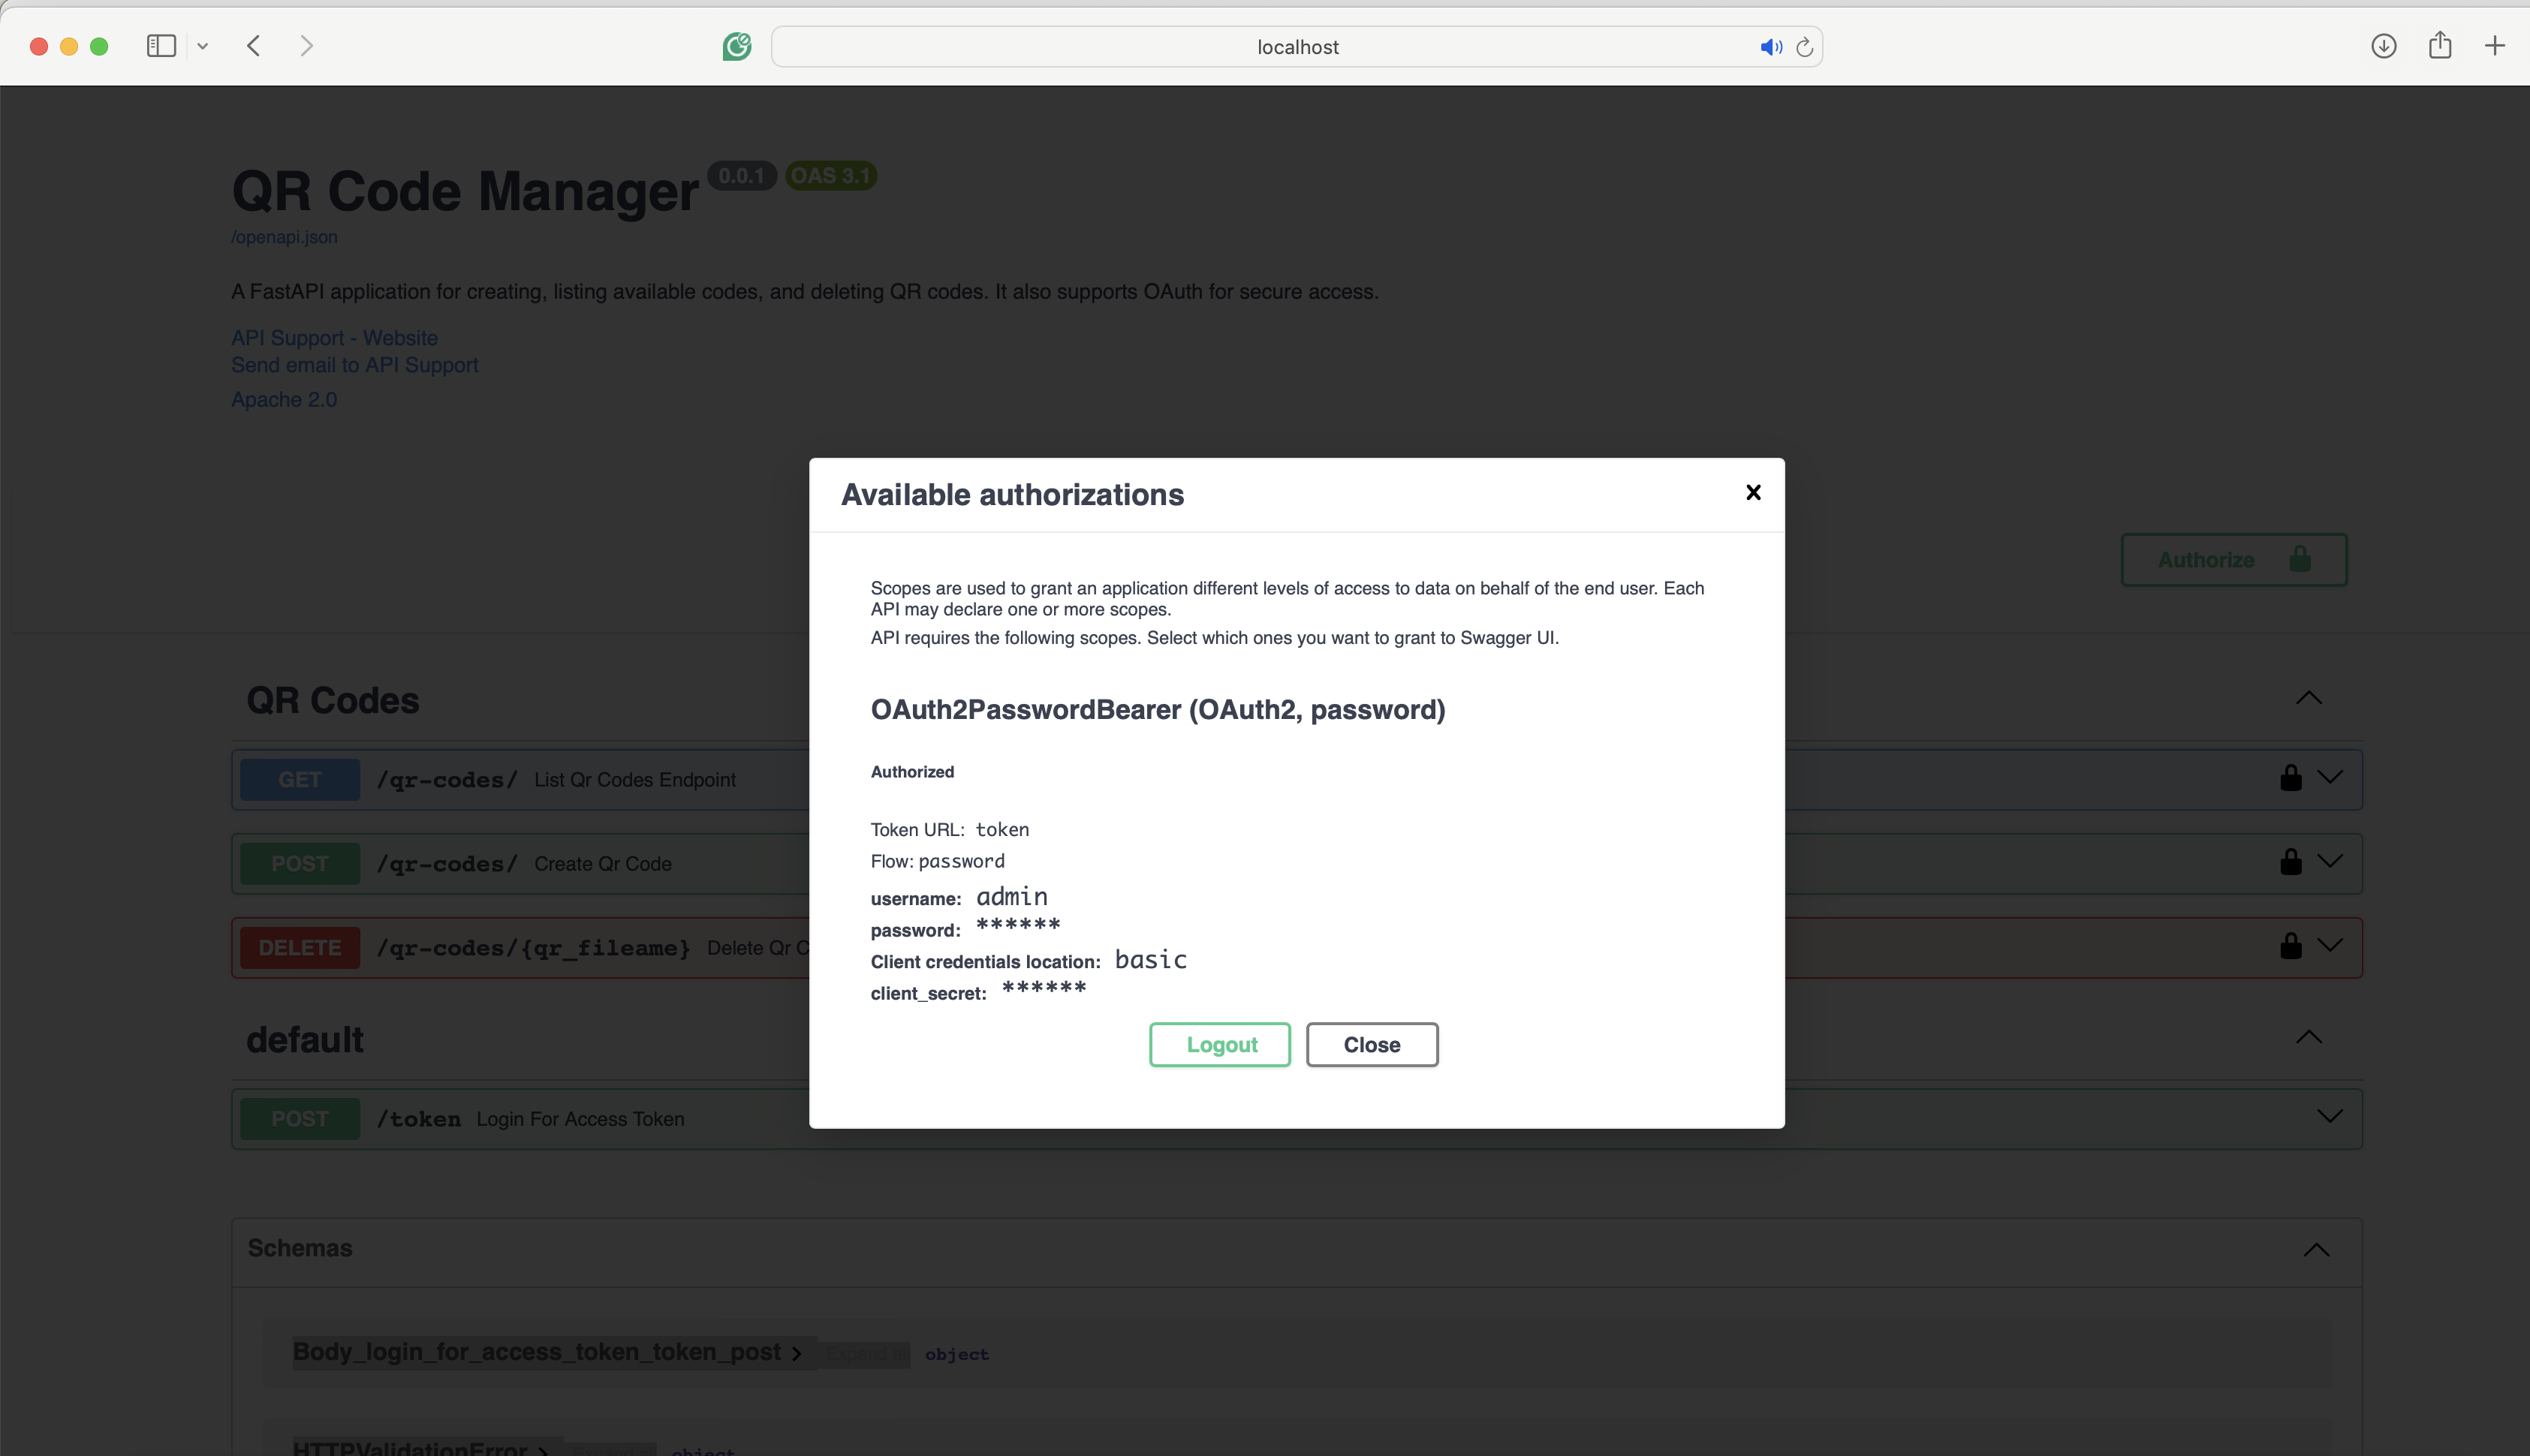 localhost
QR Code Manager 0.0.1 OAS 3.1
/openapi.json
A FastAPI application for creating, listing available codes, and deleting QR codes. It also supports OAuth for secure access.
API Support - Website
Send email to API Support
Apache 2.0
Authorize
Available authorizations
Scopes are used to grant an application different levels of access to data on behalf of the end user. Each
API may declare one or more scopes.
API requires the following scopes. Select which ones you want to grant to Swagger UI.
OAuth2PasswordBearer (OAuth2, password)
Authorized
Token URL: token
Flow: password
username: admin
password: ******
Client credentials location: basic
client_secret: ******
Logout
Close
QR Codes
GET /qr-codes/ List Qr Codes Endpoint
POST /qr-codes/ Create Qr Code
DELETE /qr-codes/{qr_fileame} Delete Qr C
default
POST /token Login For Access Token
Schemas
Body_login_for_access_token_token_post Expand all object
HTTPValidationError Expand all object